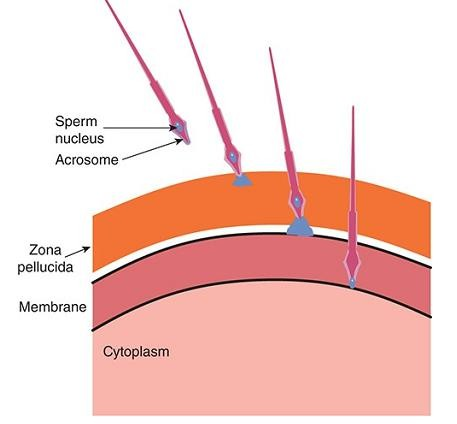 Sperm
nucleus
Acrosome
Zona
pellucida
Membrane
Cytoplasm